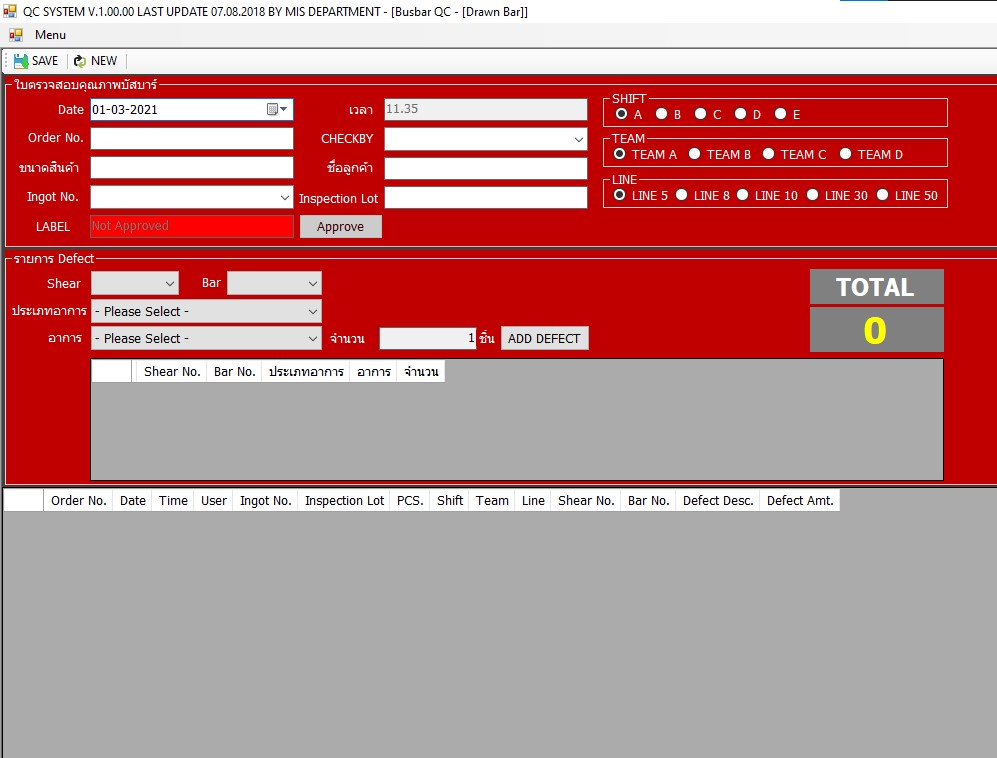 QC SYSTEM V.1.00.00 LAST UPDATE 07.08.2018 BY MIS DEPARTMENT - [Busbar QC - [Drawn Bar]]
Menu
SAVE NEW
ใบตรวจสอบคุณภาพบัสบาร์
Date 01-03-2021 เวลา 11.35
SHIFT
A B C D E
Order No. CHECKBY
TEAM
TEAM A TEAM B TEAM C TEAM D
ขนาดสินค้า ชื่อลูกค้า
LINE
LINE 5 LINE 8 LINE 10 LINE 30 LINE 50
Ingot No. Inspection Lot
LABEL Not Approved Approve
รายการ Defect
Shear Bar TOTAL
ประเภทอาการ - Please Select -
0
อาการ - Please Select - จำนวน 1 ชิ้น ADD DEFECT
Shear No. Bar No. ประเภทอาการ อาการ จำนวน
Order No. Date Time User Ingot No. Inspection Lot PCS. Shift Team Line Shear No. Bar No. Defect Desc. Defect Amt.